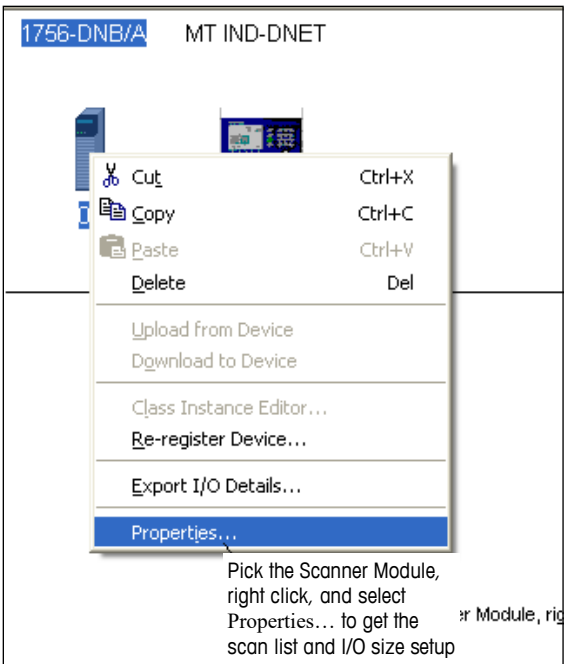 1756-DNB/A MT IND-DNET
Cut Ctrl+X
Copy Ctrl+C
Paste Ctrl+V
Delete Del
Upload from Device
Download to Device
Class Instance Editor...
Re-register Device...
Export I/O Details...
Properties...
Pick the Scanner Module,
right click, and select
Properties… to get the
scan list and I/O size setup
Module,